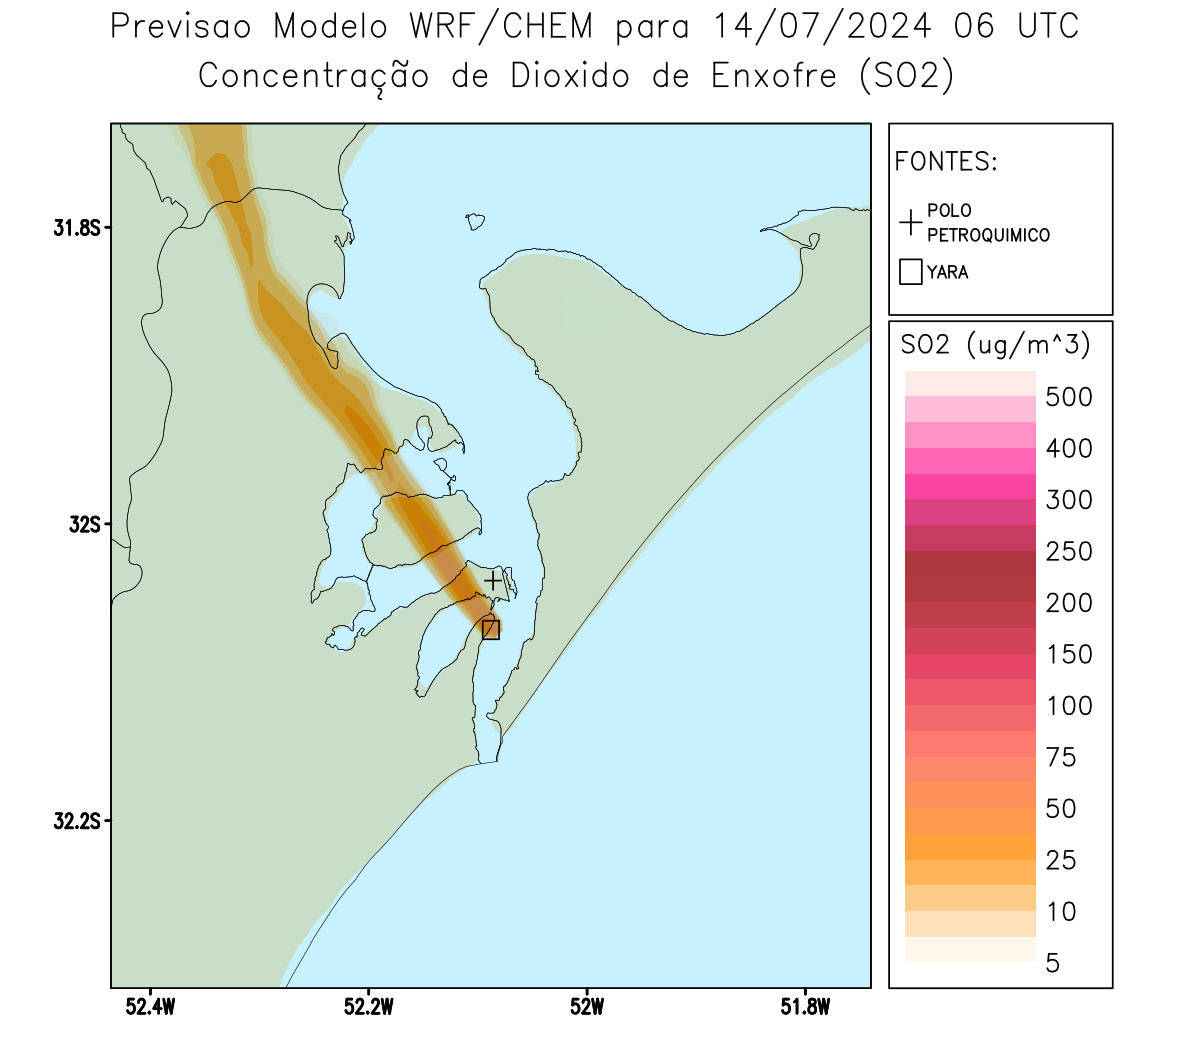 Previsao Modelo WRF/CHEM para 14/07/2024 06 UTC
Concentração de Dioxido de Enxofre (SO2)
FONTES:
POLO
PETROQUIMICO
YARA
SO2 (ug/m^3)
500
400
300
250
200
150
100
75
50
25
10
5
31.8S
32S
32.2S
52.4W
52.2W
52W
51.8W